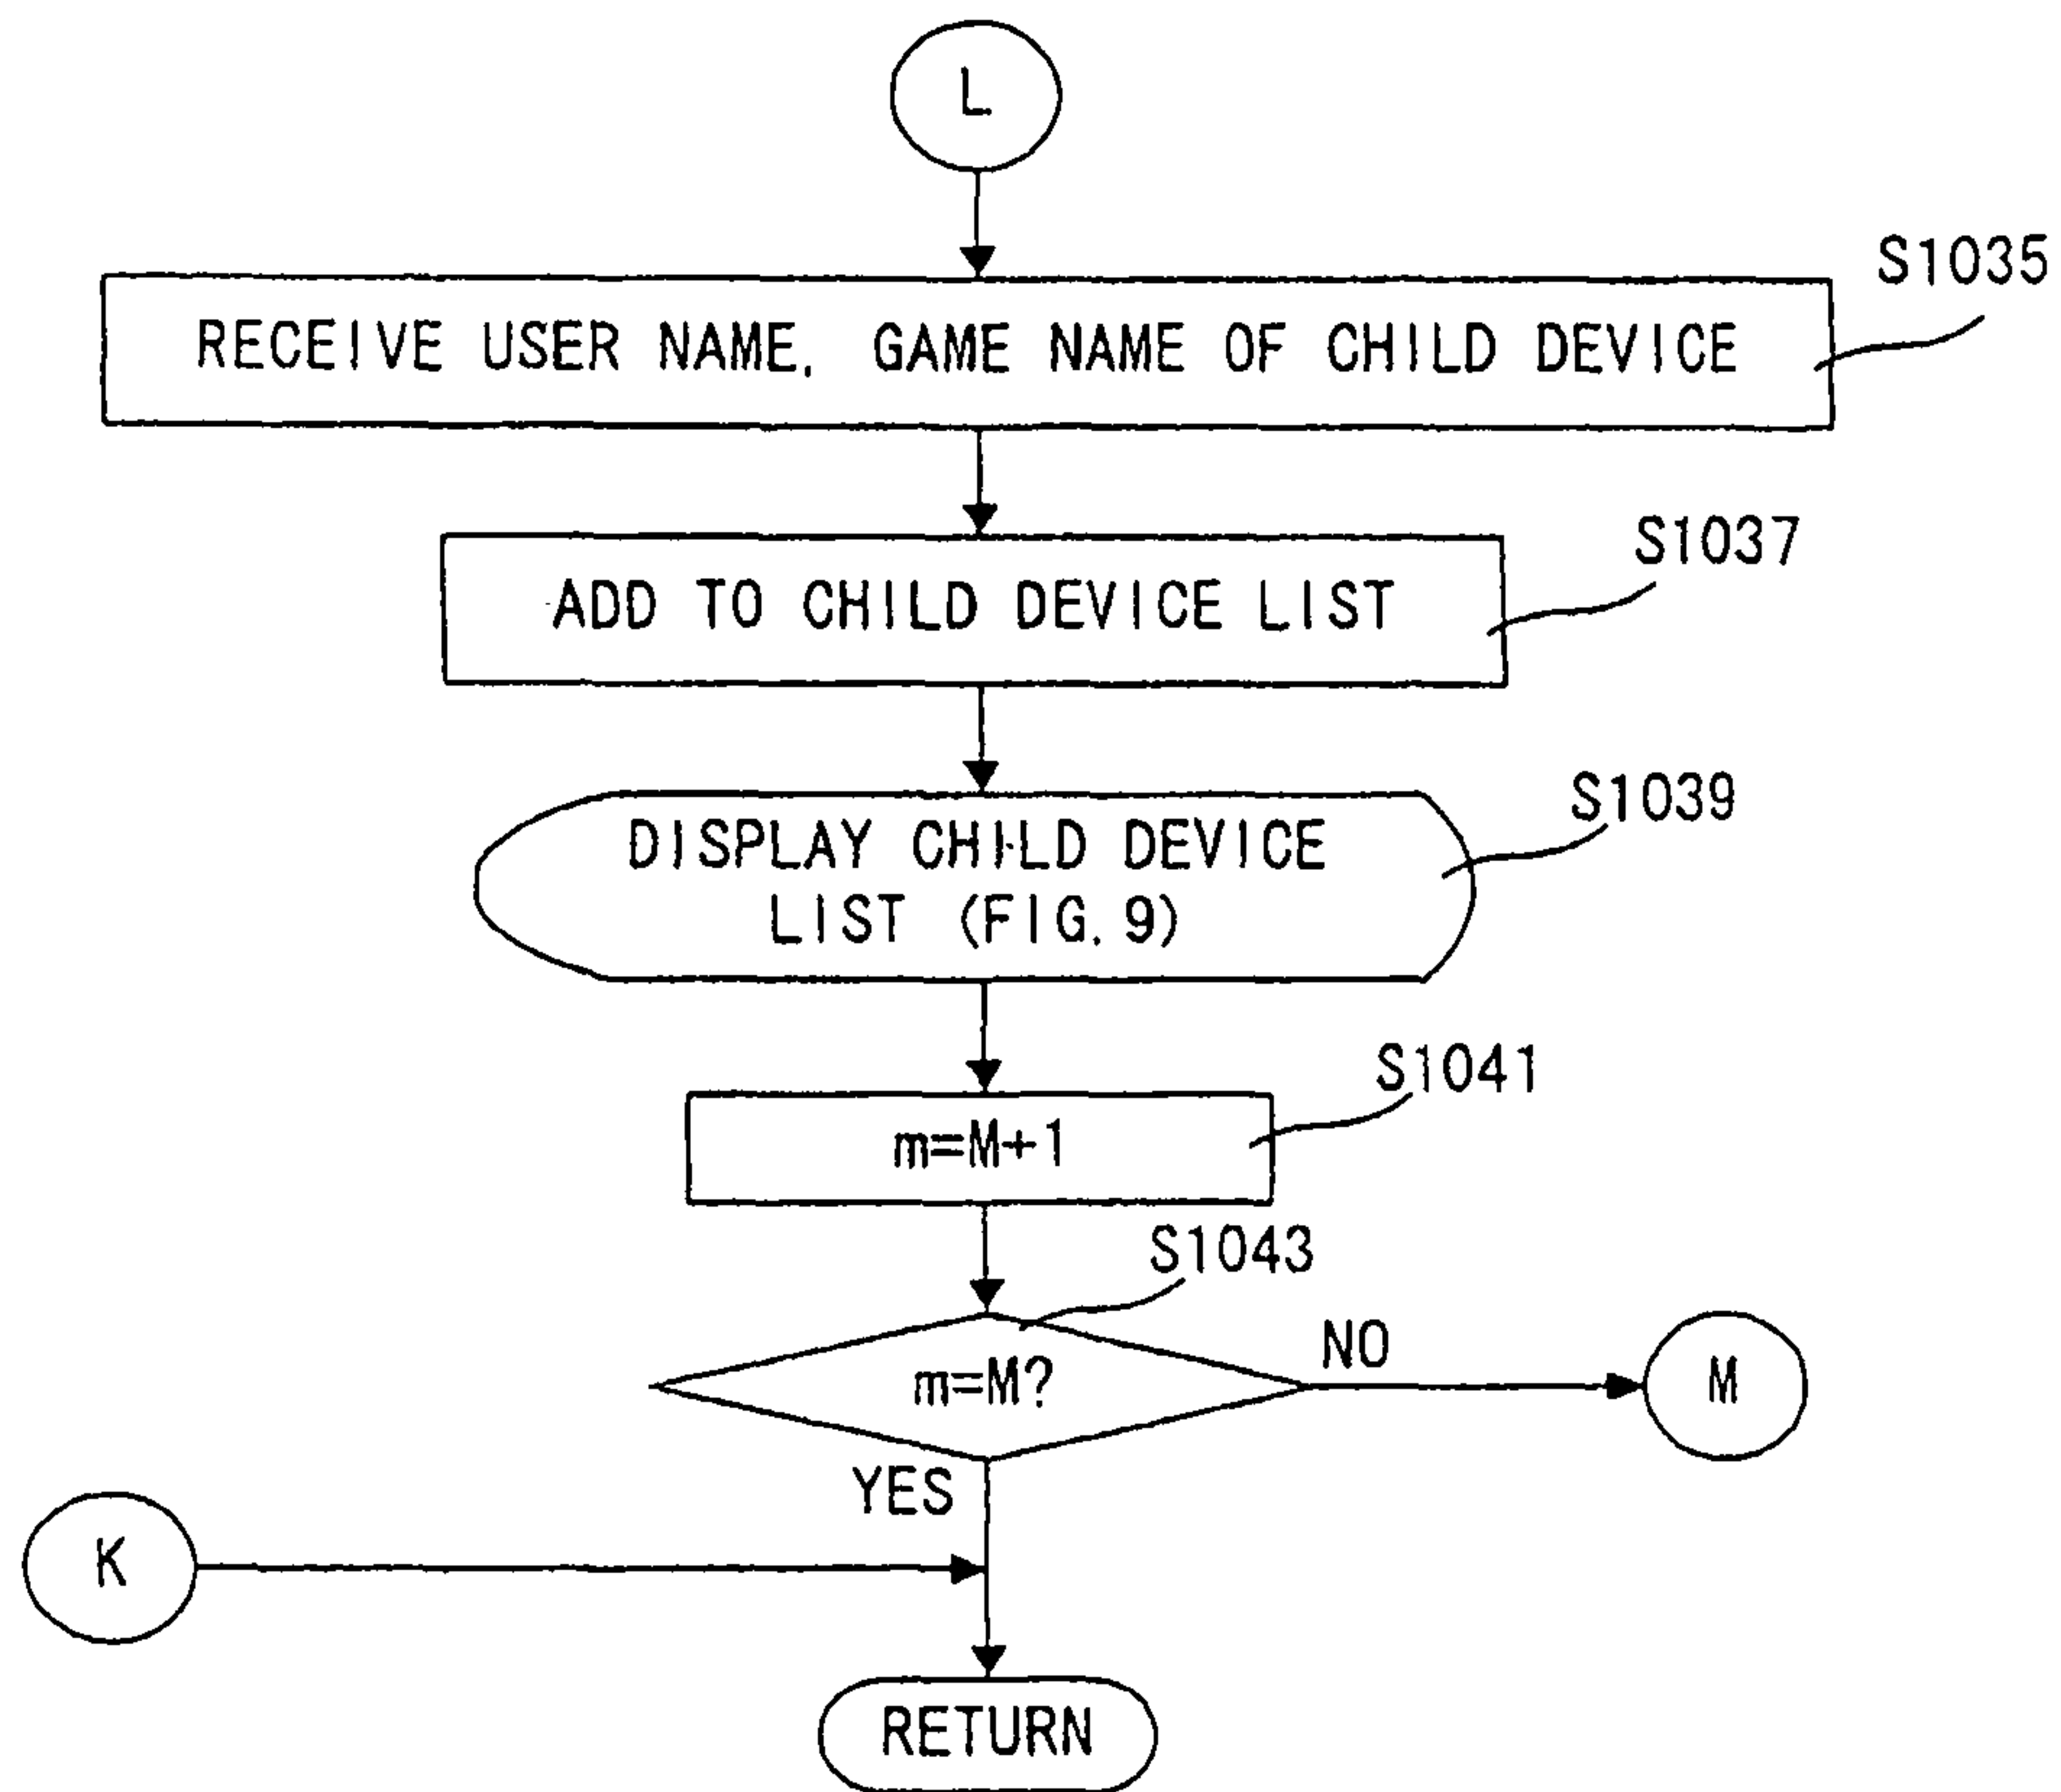 L
S1035
RECEIVE USER NAME, GAME NAME OF CHILD DEVICE
S1037
ADD TO CHILD DEVICE LIST
S1039
DISPLAY CHILD DEVICE
LIST (FIG. 9)
S1041
m=M+1
S1043
m=M?
NO
M
YES
K
RETURN